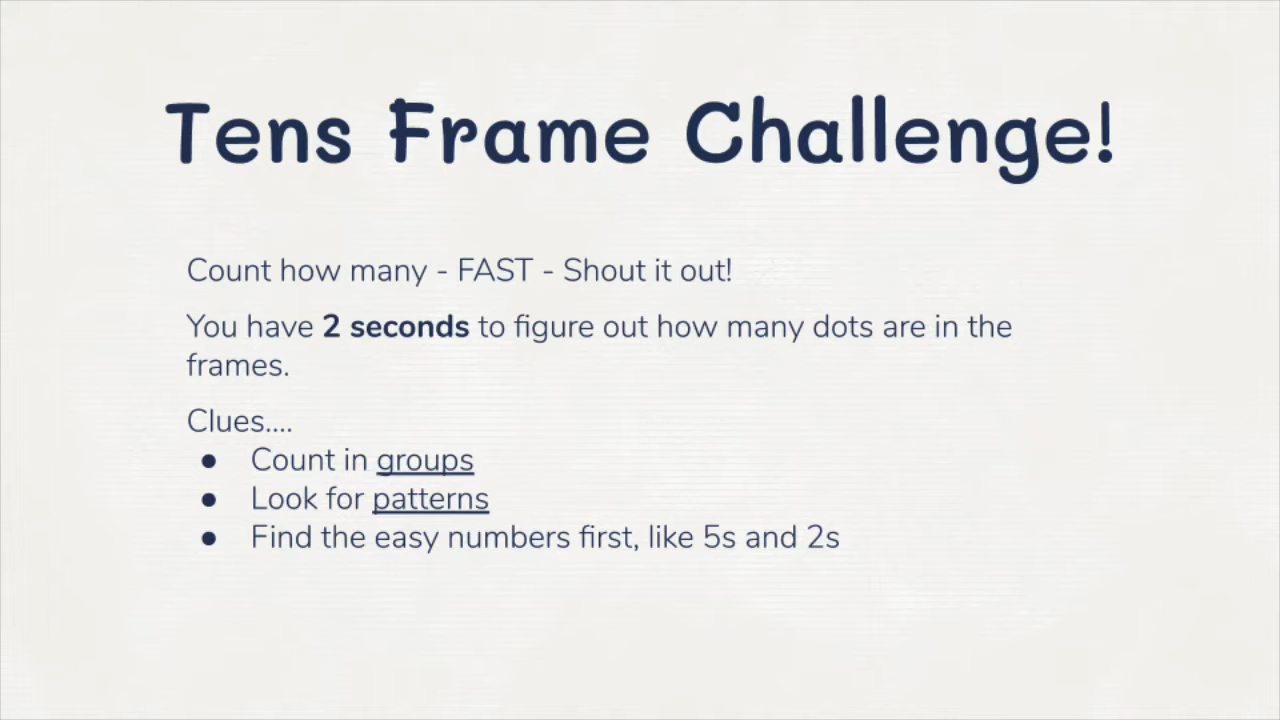 Tens Frame Challenge!
Count how many - FAST - Shout it out!
You have 2 seconds to figure out how many dots are in the
frames.
Clues....
● Count in groups
● Look for patterns
● Find the easy numbers first, like 5s and 2s